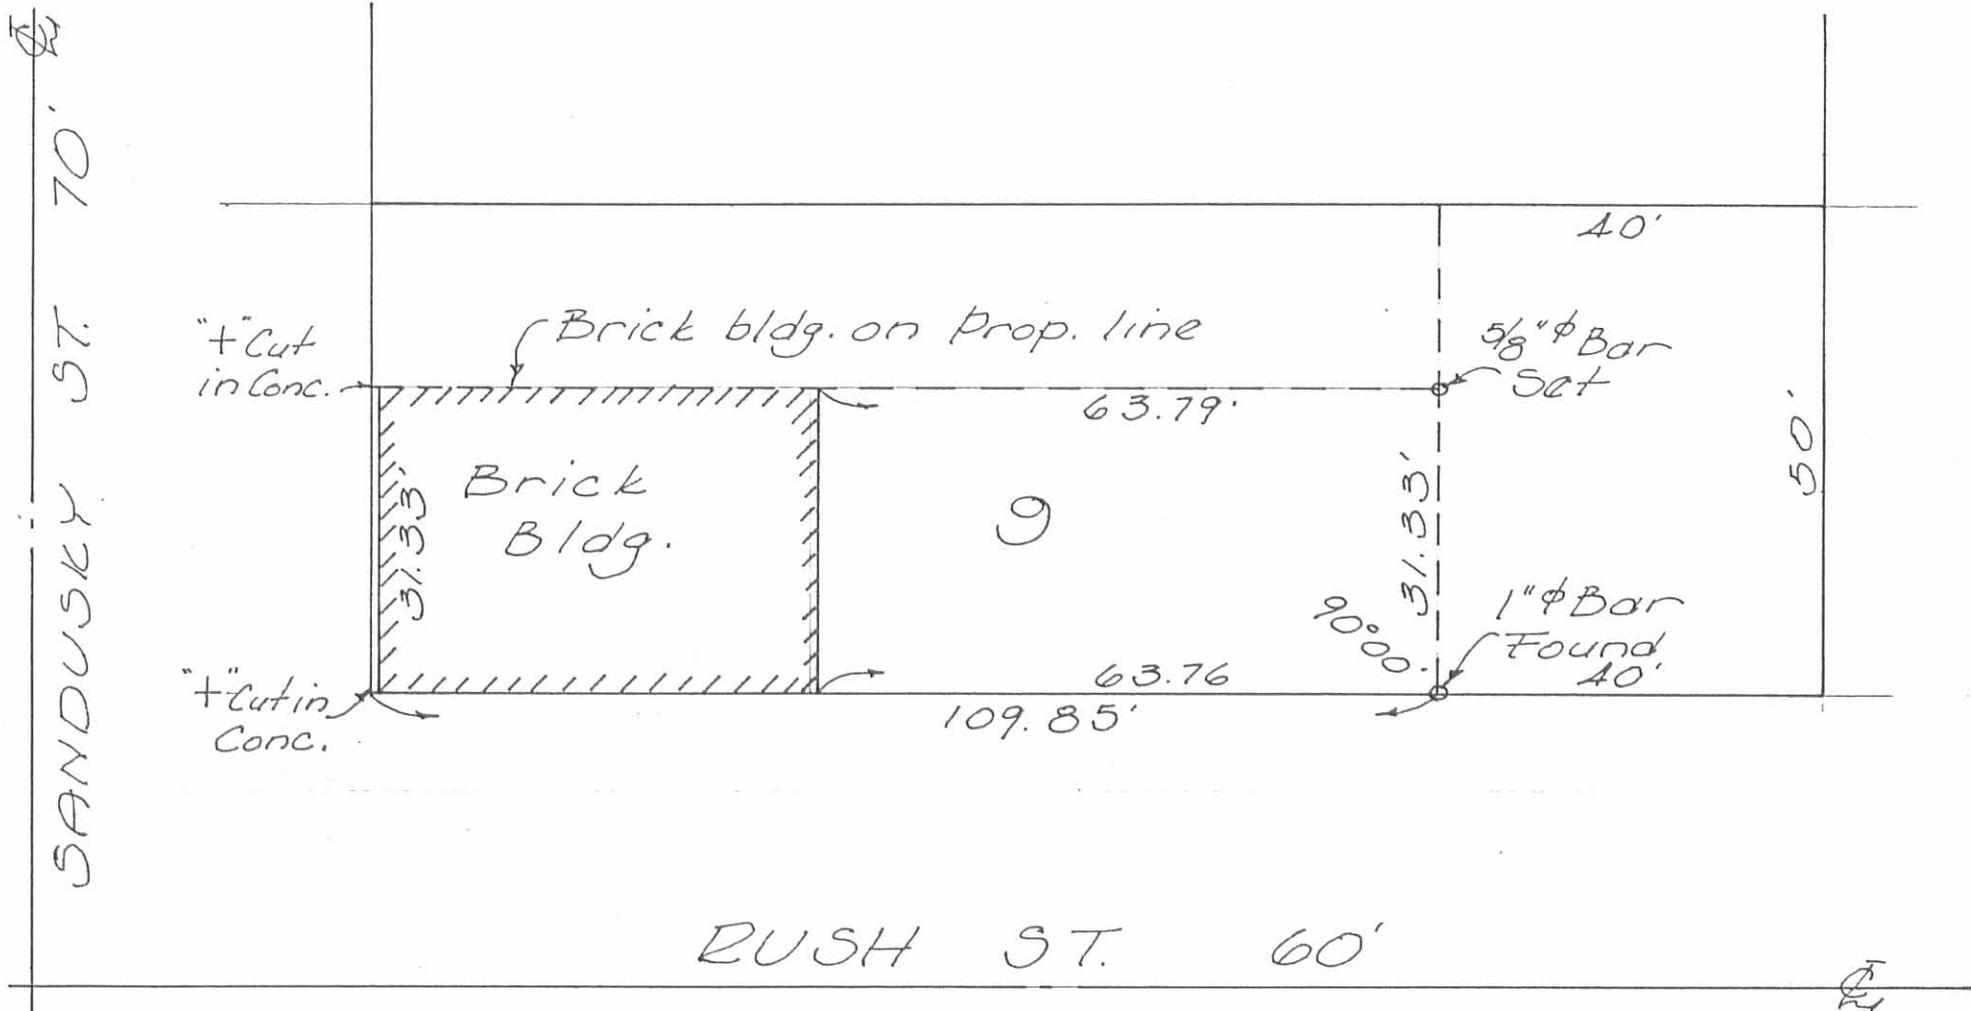 SANDUSKY ST. 70'
40'
Brick bldg. on Prop. line
"+" Cut
in Conc.
5/8" ϕ Bar
Set
63.79'
50'
Brick
Bldg.
31.33'
9
31.33'
90°00'
1" ϕ Bar
Found
40'
63.76
"+" Cut in
Conc.
109.85'
RUSH ST. 60'